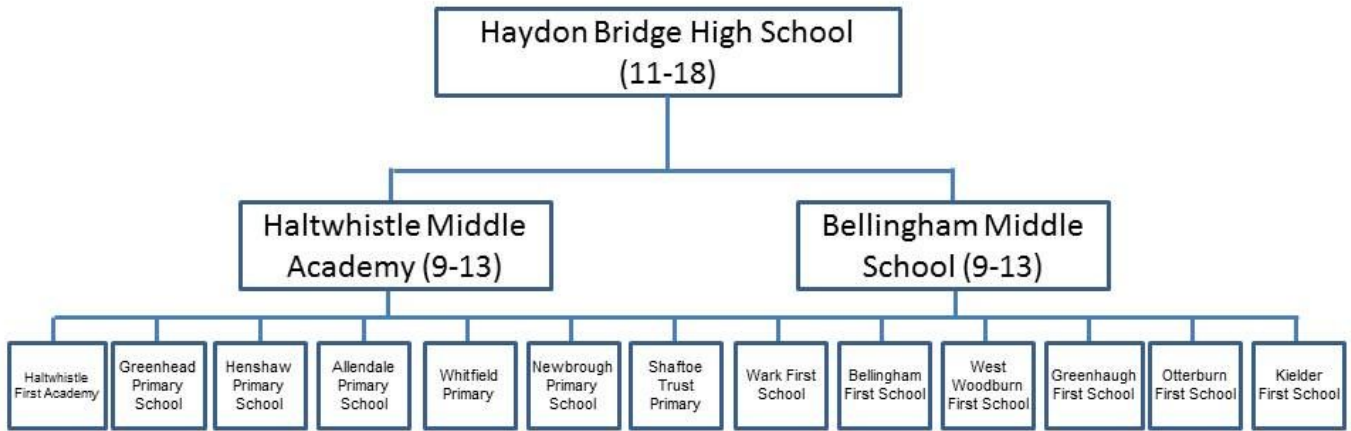 Haydon Bridge High School
(11-18)
Haltwhistle Middle
Academy (9-13)
Bellingham Middle
School (9-13)
Haltwhistle
First Academy
Greenhead
Primary
School
Henshaw
Primary
School
Allendale
Primary
School
Whitfield
Primary
Newbrough
Primary
School
Shaftoe
Trust
Primary
Wark First
School
Bellingham
First School
West
Woodburn
First School
Greenhaugh
First School
Otterburn
First School
Kielder
First School